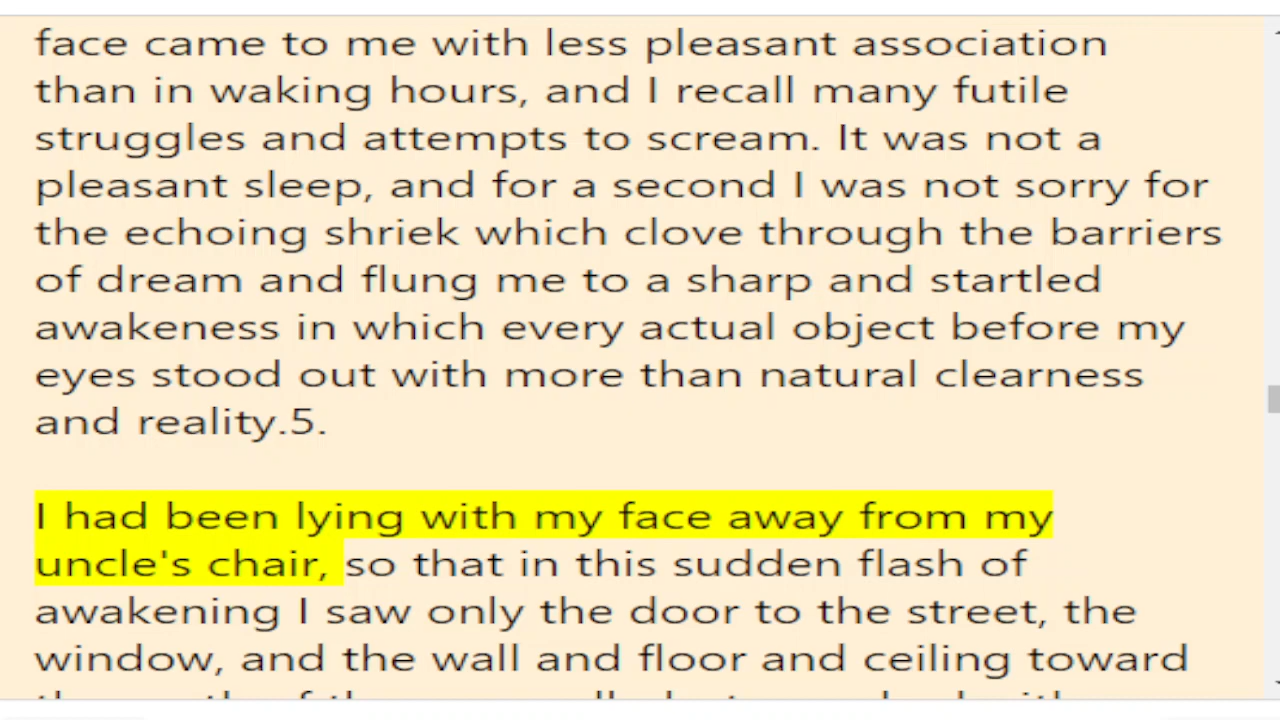 face came to me with less pleasant association
than in waking hours, and I recall many futile
struggles and attempts to scream. It was not a
pleasant sleep, and for a second I was not sorry for
the echoing shriek which clove through the barriers
of dream and flung me to a sharp and startled
awakeness in which every actual object before my
eyes stood out with more than natural clearness
and reality.5.
I had been lying with my face away from my
uncle's chair, so that in this sudden flash of
awakening I saw only the door to the street, the
window, and the wall and floor and ceiling toward